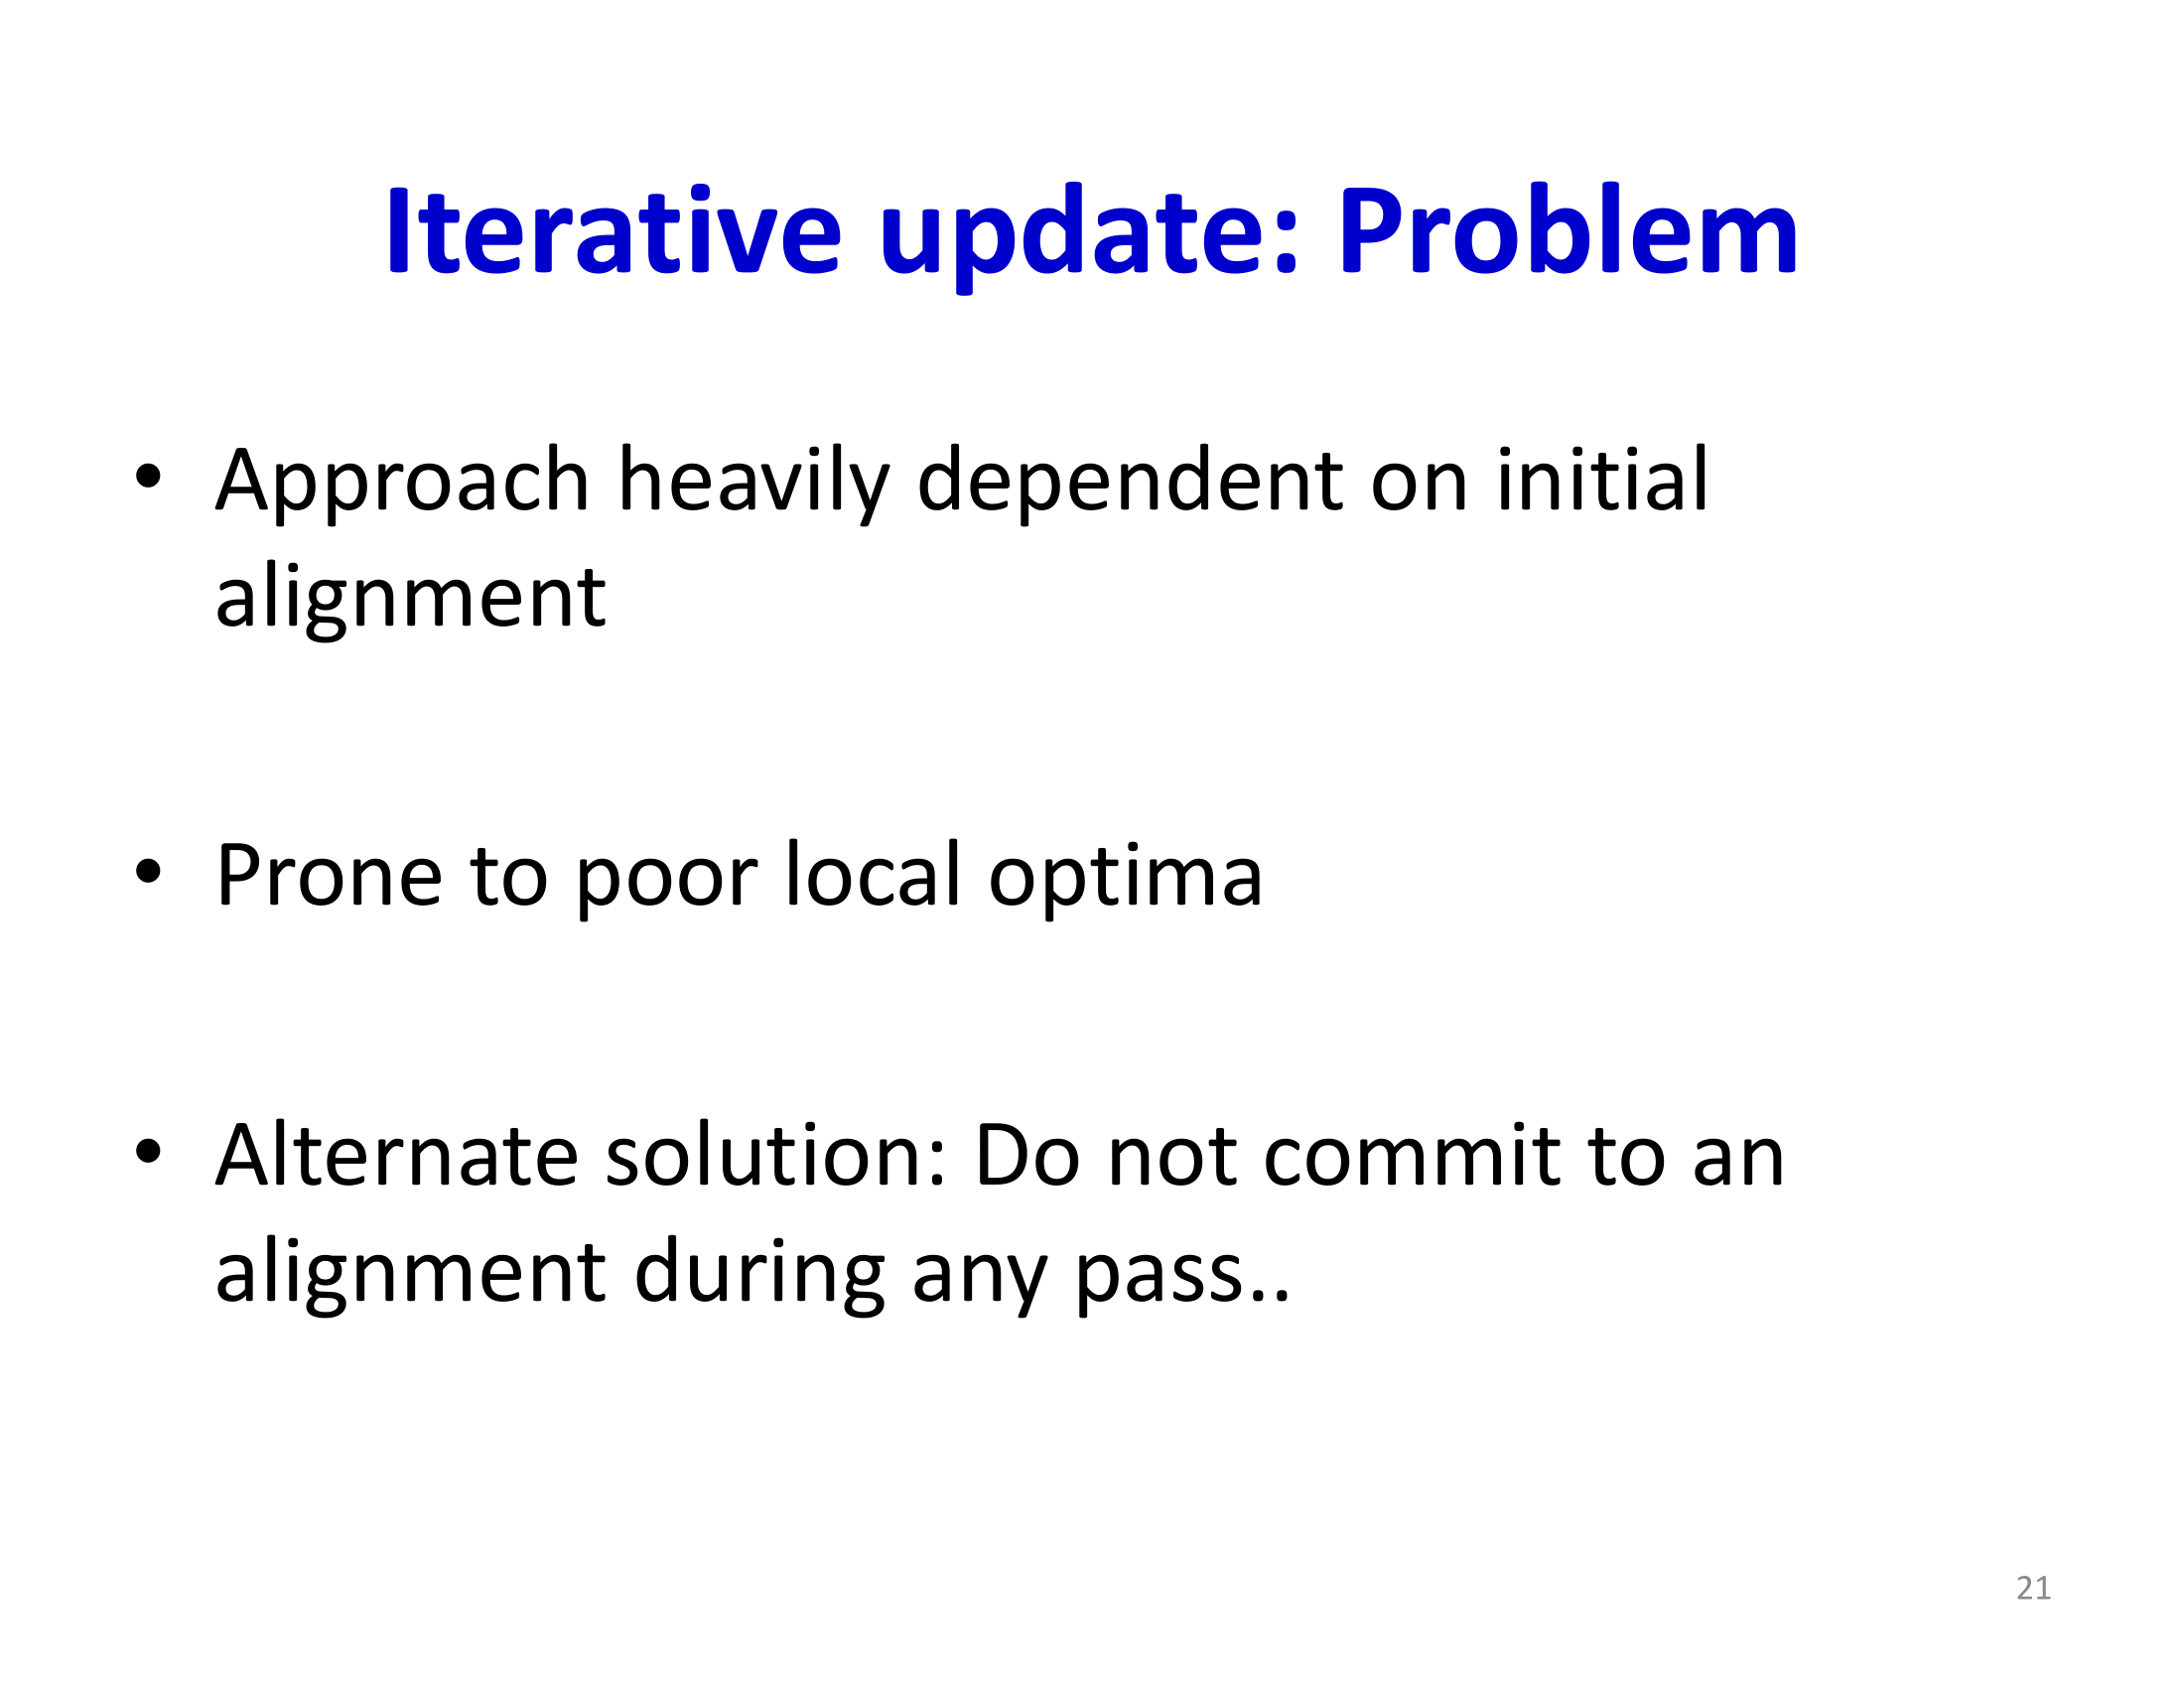 Iterative update: Problem
• Approach heavily dependent on initial
alignment
• Prone to poor local optima
• Alternate solution: Do not commit to an
alignment during any pass..
21